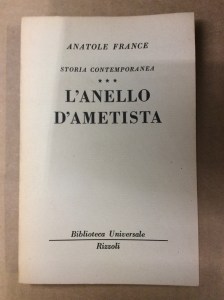 ANATOLE FRANCE
STORIA CONTEMPORANEA
***
L'ANELLO
D'AMETISTA
Biblioteca Universale
Rizzoli